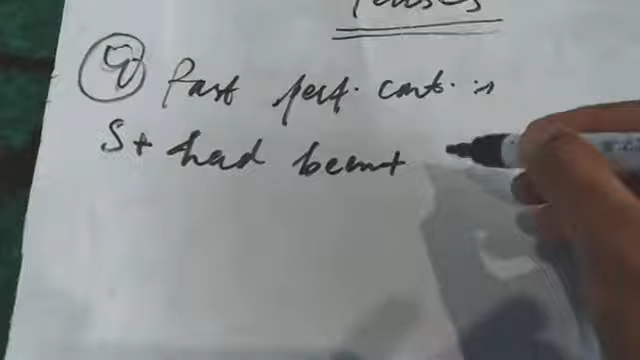 Tenses
9 Past perf. cont. is
S + had been +